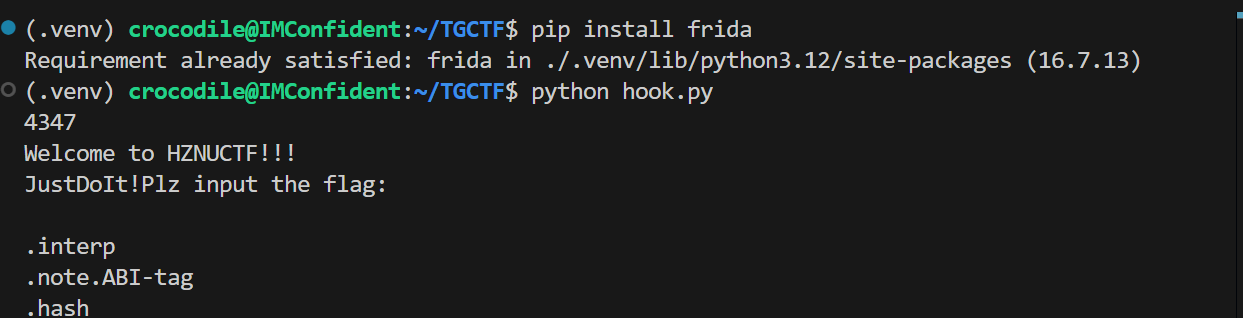 (.venv) crocodile@IMConfident:~/TGCTF$ pip install frida
Requirement already satisfied: frida in ./.venv/lib/python3.12/site-packages (16.7.13)
(.venv) crocodile@IMConfident:~/TGCTF$ python hook.py
4347
Welcome to HZNUCTF!!!
JustDoIt!Plz input the flag:
.interp
.note.ABI-tag
.hash